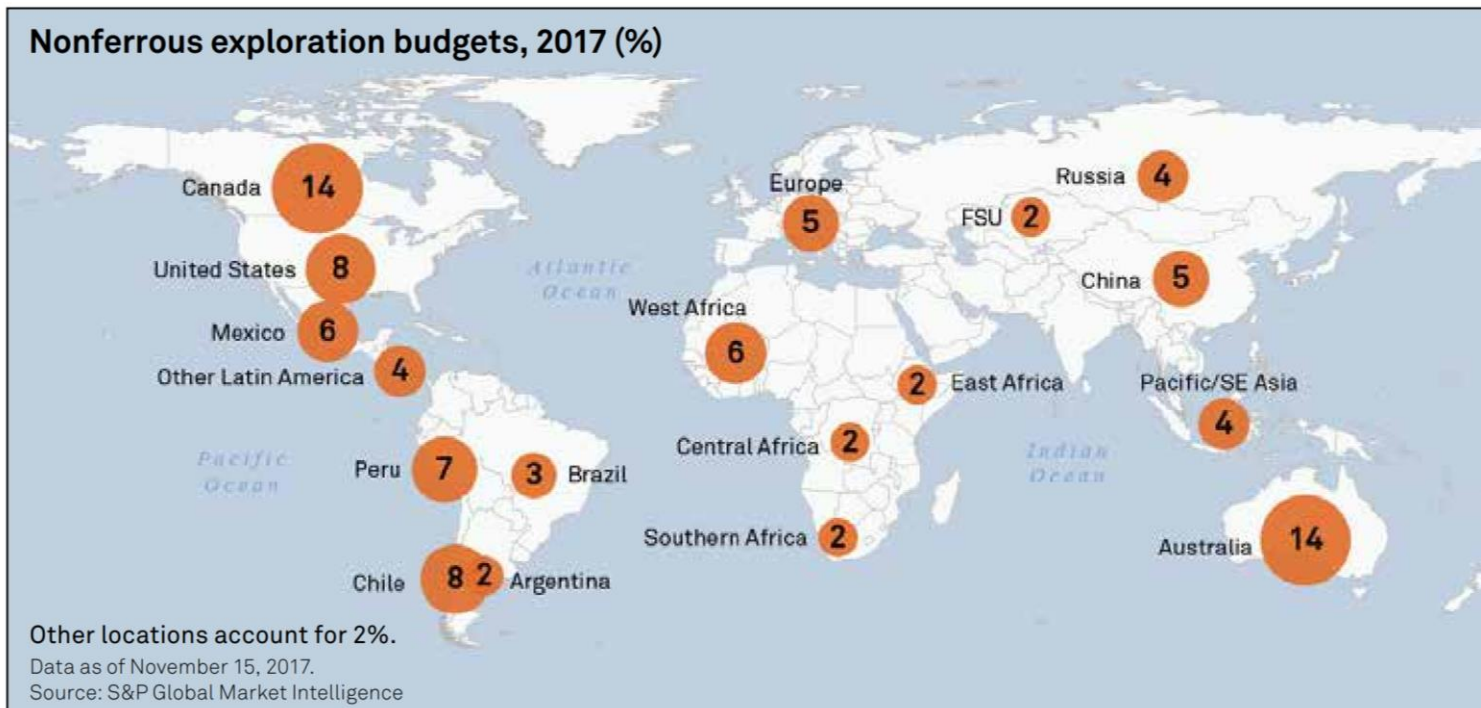 Nonferrous exploration budgets, 2017 (%)
Canada 14
United States 8
Mexico 6
Other Latin America 4
Peru 7
3 Brazil
Chile 8
2 Argentina
Atlantic
Ocean
Pacific
Ocean
Europe
5
West Africa
6
2 East Africa
Central Africa 2
Southern Africa 2
Russia 4
FSU 2
China 5
Pacific/SE Asia
4
Indian
Ocean
Australia 14
Other locations account for 2%.
Data as of November 15, 2017.
Source: S&P Global Market Intelligence